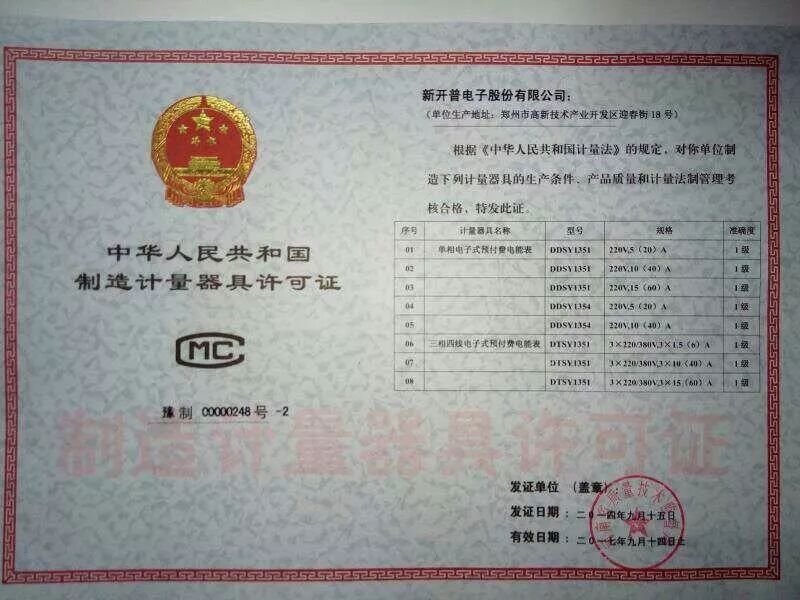 中华人民共和国
制造计量器具许可证
CMC
豫制 00000248号 -2
新开普电子股份有限公司:
(单位生产地址: 郑州市高新技术产业开发区迎春街18号)
根据《中华人民共和国计量法》的规定, 对你单位制
造下列计量器具的生产条件、产品质量和计量法制管理考
核合格, 特发此证。
序号 计量器具名称 型号 规格 准确度
01 单相电子式预付费电能表 DDSY1351 220V,5(20)A 1级
02 DDSY1351 220V,10(40)A 1级
03 DDSY1351 220V,15(60)A 1级
04 DDSY1354 220V,5(20)A 1级
05 DDSY1354 220V,10(40)A 1级
06 三相四线电子式预付费电能表 DTSY1351 3×220/380V,3×1.5(6)A 1级
07 DTSY1351 3×220/380V,3×10(40)A 1级
08 DTSY1351 3×220/380V,3×15(60)A 1级
制造计量器具许可证
发证单位 (盖章):
发证日期: 二〇一四年九月十五日
有效日期: 二〇一七年九月十四日止
质量技术监督